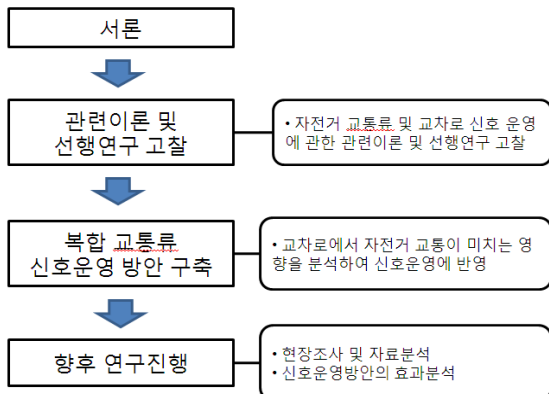 서론
관련이론 및
선행연구 고찰
• 자전거 교통류 및 교차로 신호 운영
에 관한 관련이론 및 선행연구 고찰
복합 교통류
신호운영 방안 구축
• 교차로에서 자전거 교통이 미치는 영
향을 분석하여 신호운영에 반영
향후 연구진행
• 현장조사 및 자료분석
• 신호운영방안의 효과분석